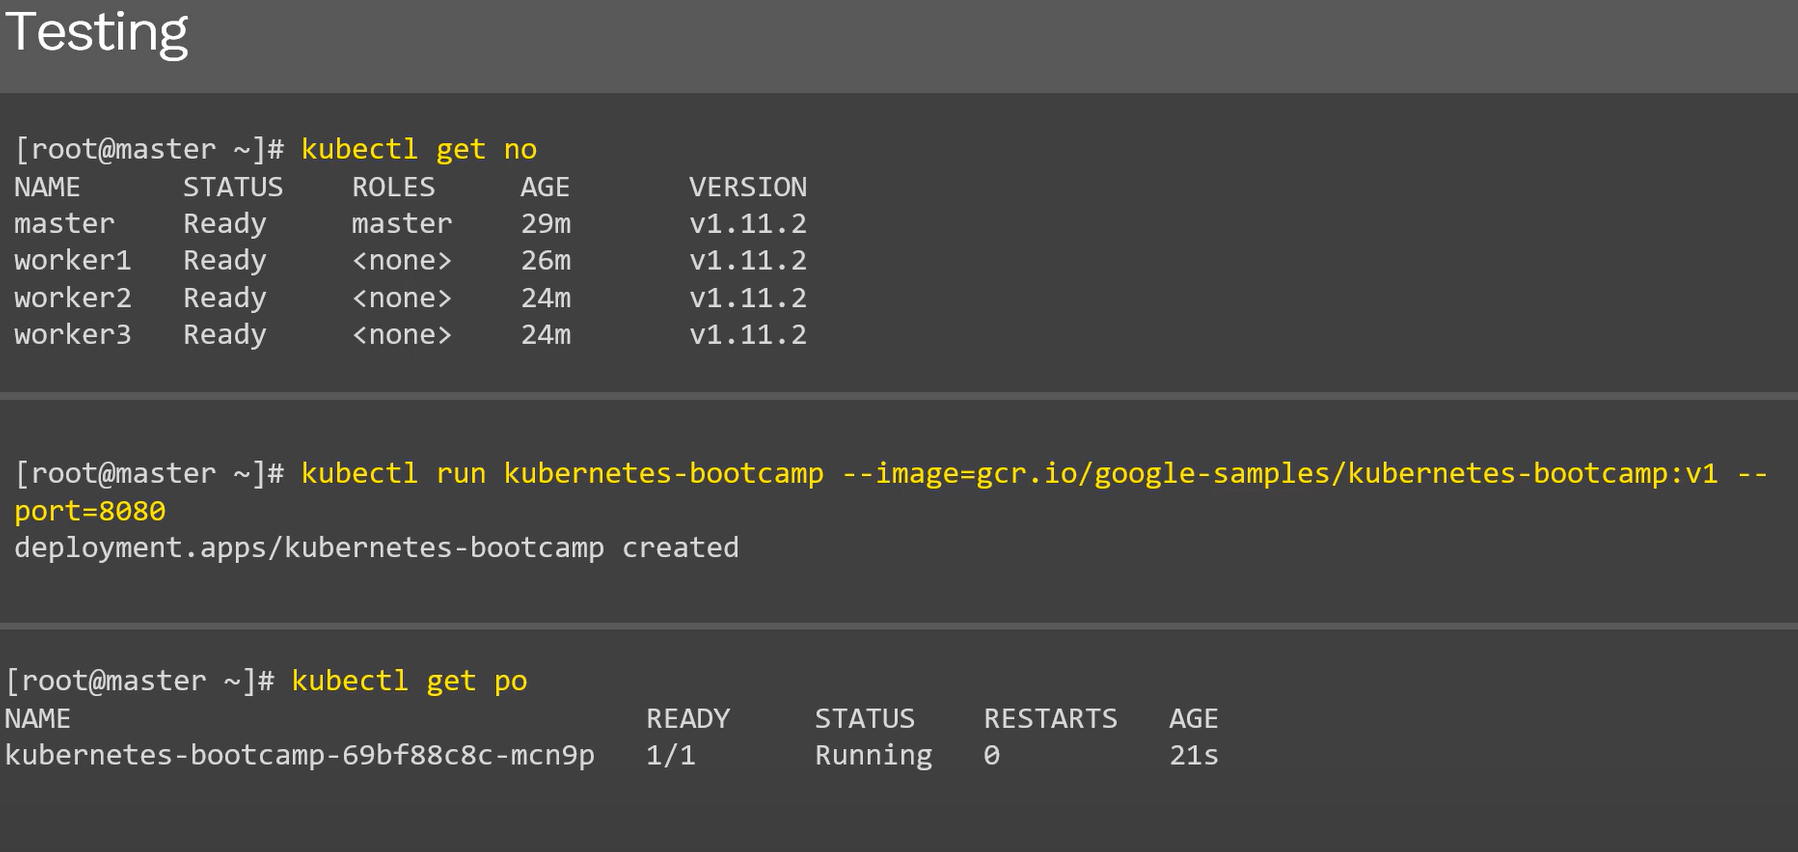 Testing
[root@master ~]# kubectl get no
NAME STATUS ROLES AGE VERSION
master Ready master 29m v1.11.2
worker1 Ready <none> 26m v1.11.2
worker2 Ready <none> 24m v1.11.2
worker3 Ready <none> 24m v1.11.2
[root@master ~]# kubectl run kubernetes-bootcamp --image=gcr.io/google-samples/kubernetes-bootcamp:v1 --
port=8080
deployment.apps/kubernetes-bootcamp created
[root@master ~]# kubectl get po
NAME READY STATUS RESTARTS AGE
kubernetes-bootcamp-69bf88c8c-mcn9p 1/1 Running 0 21s